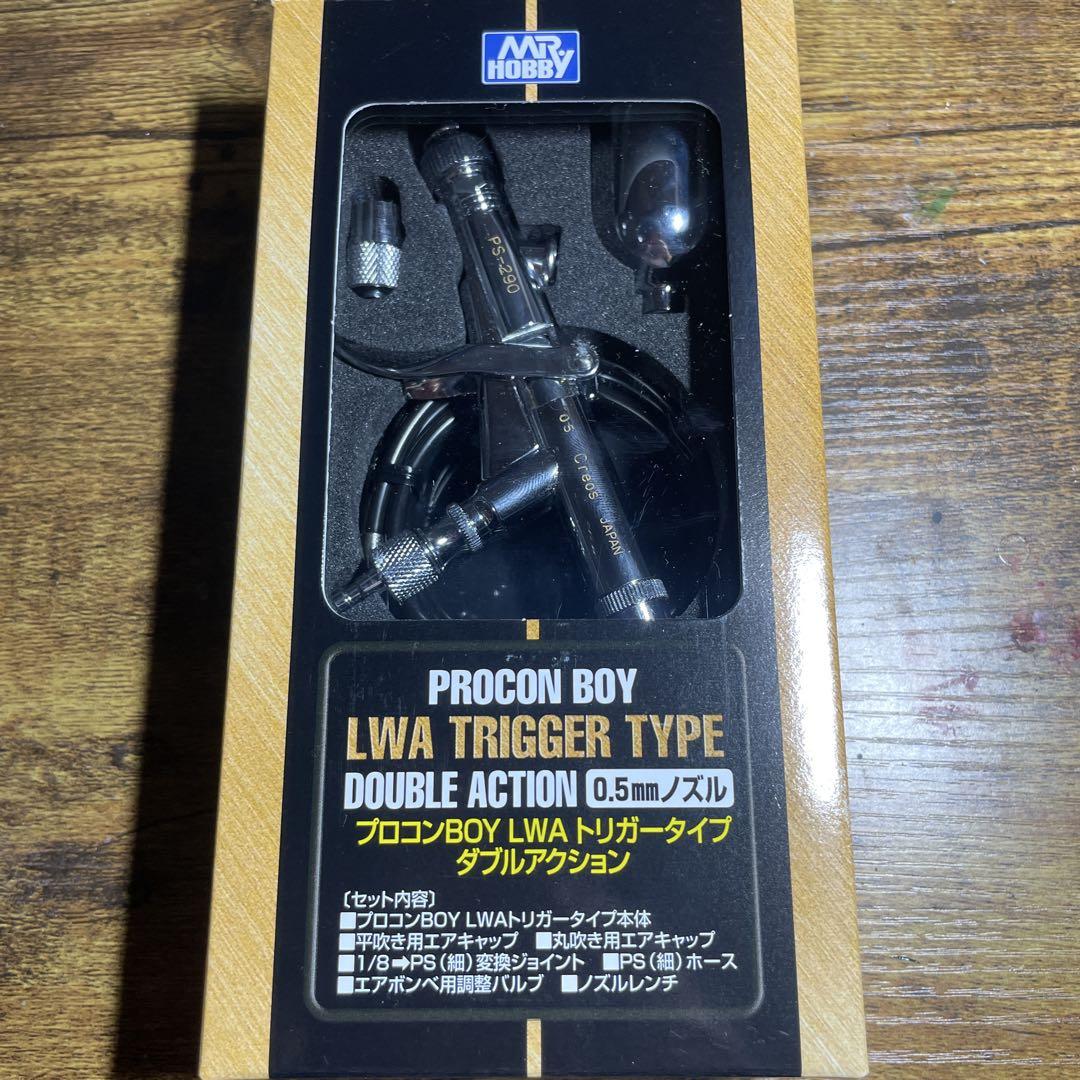 MR. HOBBY
PS-290
os Creos JAPAN
PROCON BOY
LWA TRIGGER TYPE
DOUBLE ACTION 0.5mmノズル
プロコンBOY LWA トリガータイプ
ダブルアクション
〔セット内容〕
■プロコンBOY LWAトリガータイプ本体
■平吹き用エアキャップ ■丸吹き用エアキャップ
■1/8➡PS(細)変換ジョイント ■PS(細)ホース
■エアボンベ用調整バルブ ■ノズルレンチ